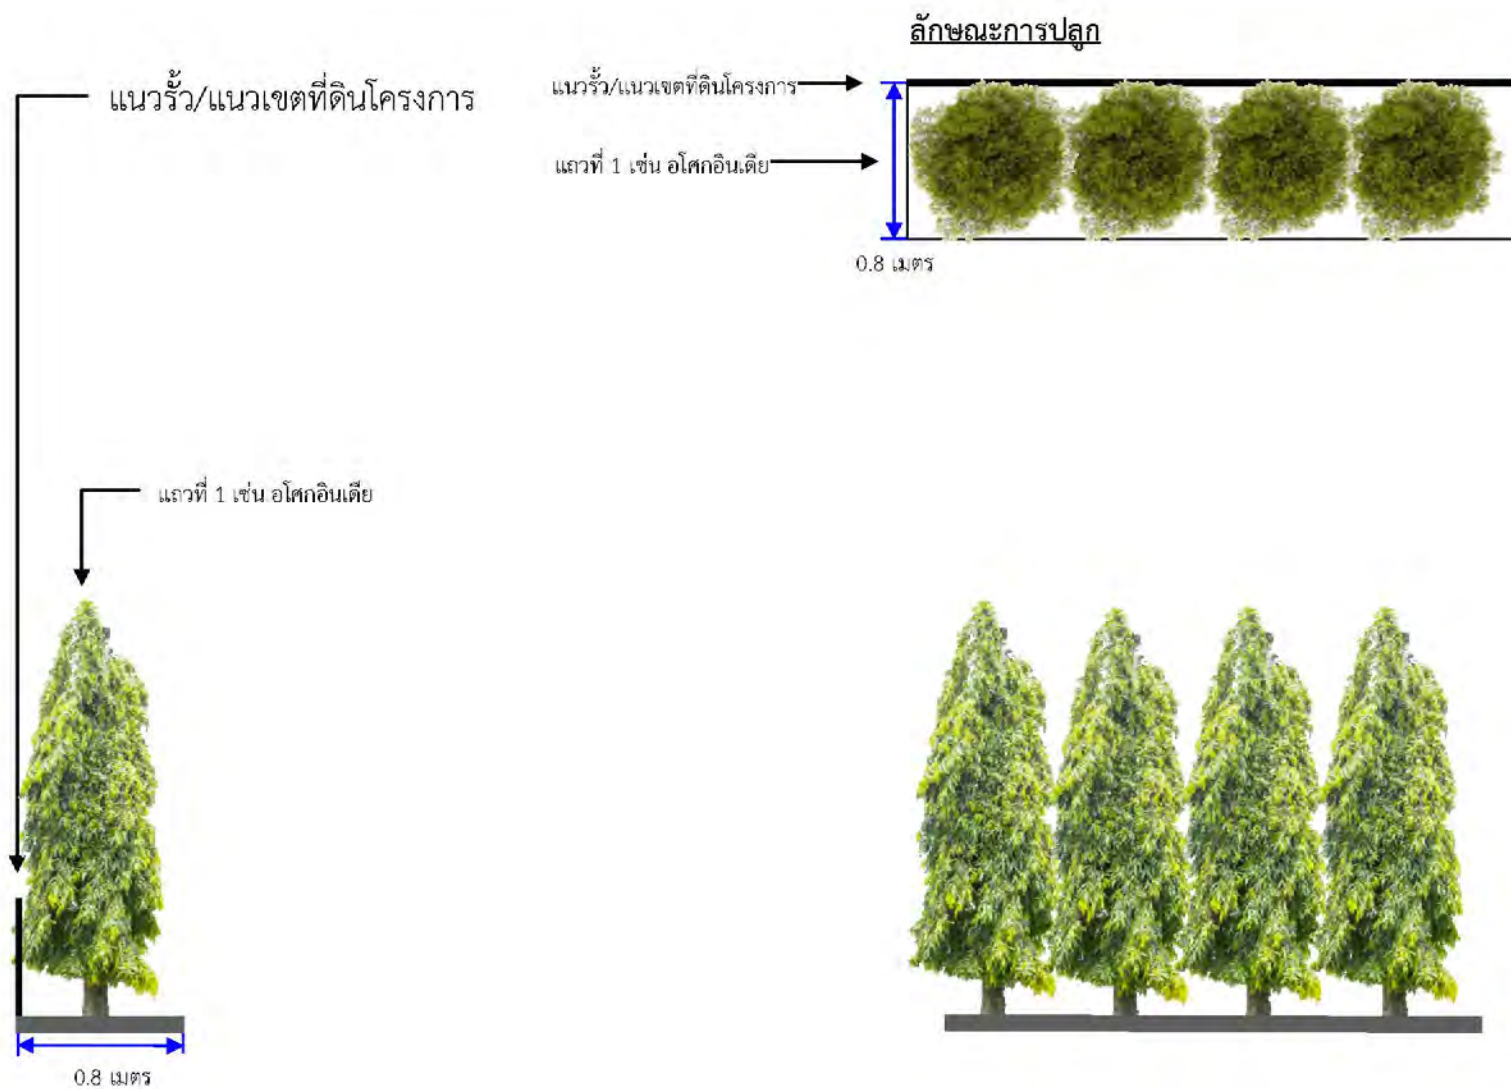 ลักษณะการปลูก
แนวรั้ว/แนวเขตที่ดินโครงการ
แนวรั้ว/แนวเขตที่ดินโครงการ
แถวที่ 1 เช่น อโศกอินเดีย
0.8 เมตร
แถวที่ 1 เช่น อโศกอินเดีย
0.8 เมตร